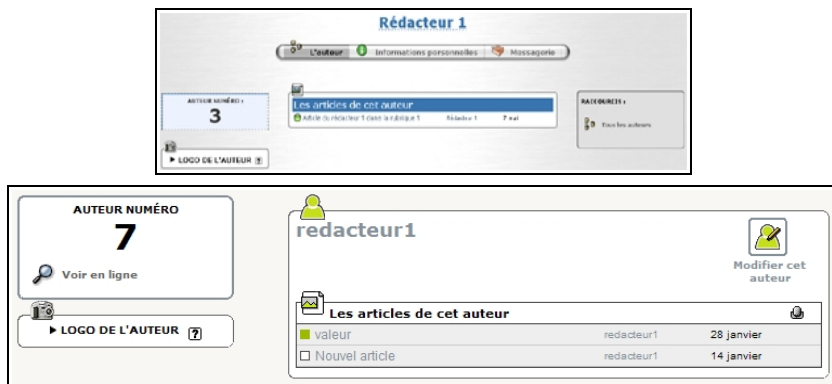 Rédacteur 1
L'auteur Informations personnelles Messagerie
AUTEUR NUMÉRO :
3
LOGO DE L'AUTEUR ?
Les articles de cet auteur
Article du rédacteur 1 dans la rubrique 1 Rédacteur 1 7 mai
RACCOURCIS :
Tous les auteurs
AUTEUR NUMÉRO
7
Voir en ligne
LOGO DE L'AUTEUR ?
redacteur1
Modifier cet
auteur
Les articles de cet auteur
valeur redacteur1 28 janvier
Nouvel article redacteur1 14 janvier